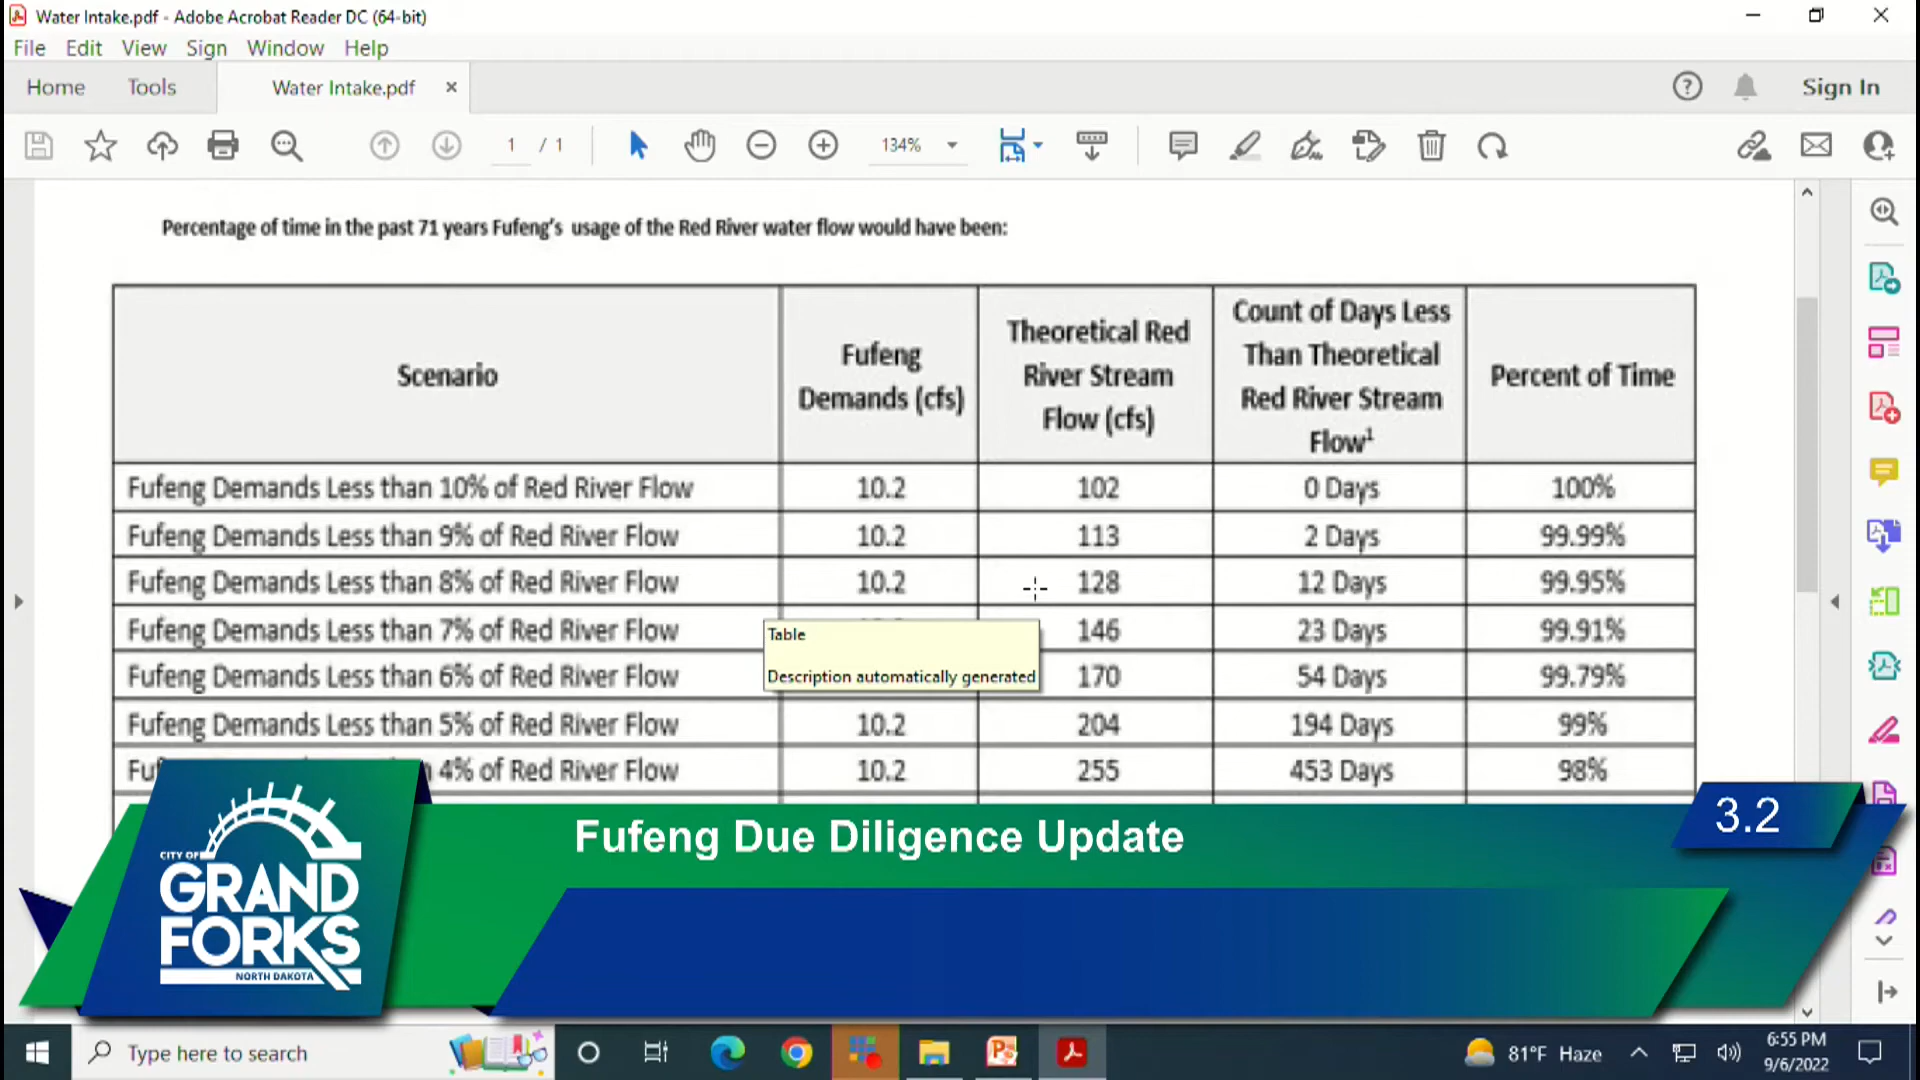 Water Intake.pdf - Adobe Acrobat Reader DC (64-bit)
File Edit View Sign Window Help
Home Tools Water Intake.pdf × Sign In
1 / 1 134%
Percentage of time in the past 71 years Fufeng's usage of the Red River water flow would have been:
Scenario
Fufeng
Demands (cfs)
Theoretical Red
River Stream
Flow (cfs)
Count of Days Less
Than Theoretical
Red River Stream
Flow¹
Percent of Time
Fufeng Demands Less than 10% of Red River Flow 10.2 102 0 Days 100%
Fufeng Demands Less than 9% of Red River Flow 10.2 113 2 Days 99.99%
Fufeng Demands Less than 8% of Red River Flow 10.2 128 12 Days 99.95%
Fufeng Demands Less than 7% of Red River Flow 146 23 Days 99.91%
Table
Description automatically generated
Fufeng Demands Less than 6% of Red River Flow 170 54 Days 99.79%
Fufeng Demands Less than 5% of Red River Flow 10.2 204 194 Days 99%
4% of Red River Flow 10.2 255 453 Days 98%
Fufeng Due Diligence Update
3.2
CITY OF
GRAND
FORKS
NORTH DAKOTA
Type here to search
81°F Haze
6:55 PM
9/6/2022